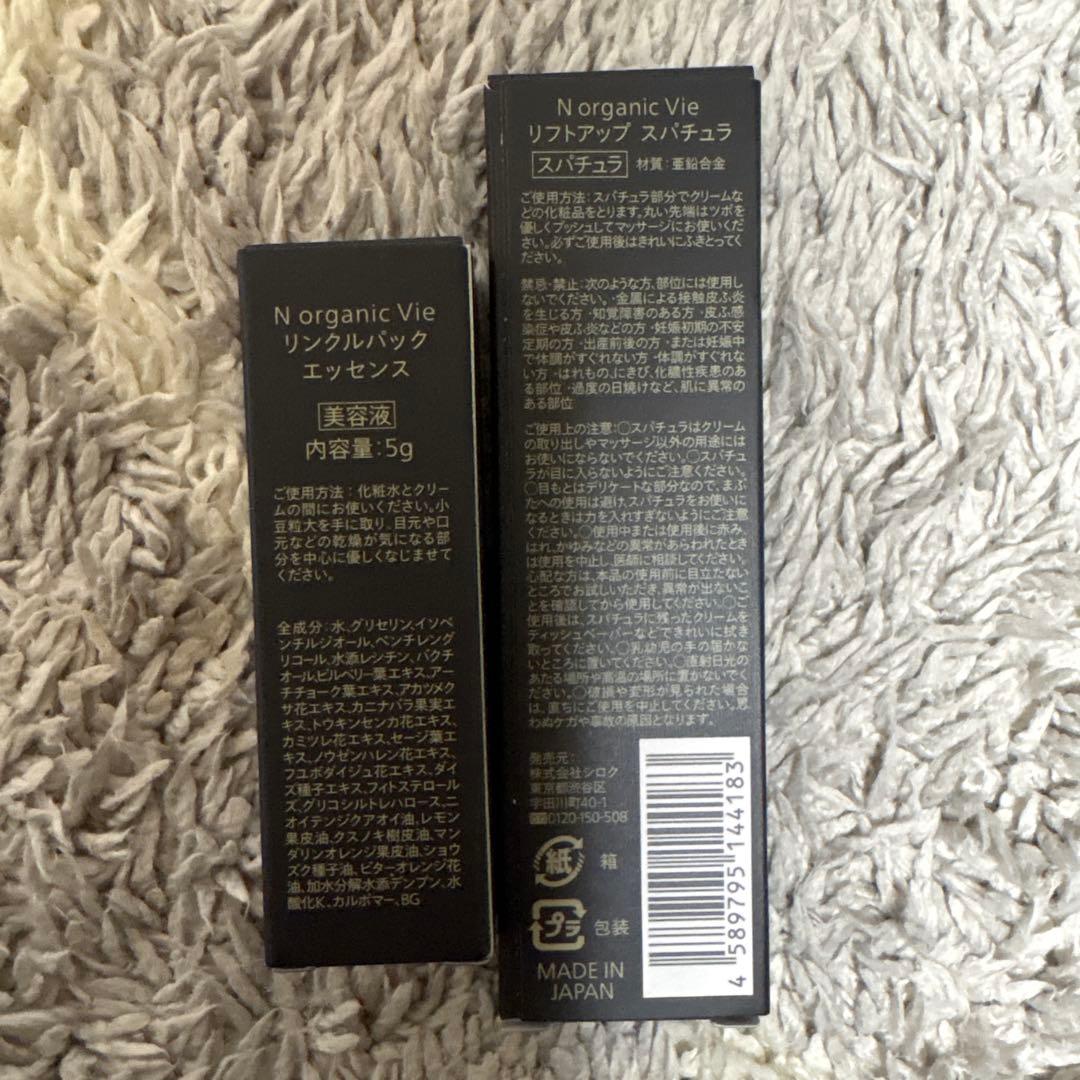 N organic Vie
リンクルパック
エッセンス
美容液
内容量：5g
ご使用方法：化粧水とクリー
ムの間にお使いください。小
豆粒大を手に取り、目元や口
元などの乾燥が気になる部
分を中心に優しくなじませて
ください。
全成分：水、グリセリン、イソペ
ンチルジオール、ペンチレング
リコール、水添レシチン、バクチ
オール、ビルベリー葉エキス、アー
チチョーク葉エキス、アカツメク
サ花エキス、カニナバラ果実エ
キス、トウキンセンカ花エキス、
カミツレ花エキス、セージ葉エ
キス、ノウゼンハレン花エキス、
フユボダイジュ花エキス、ダイ
ズ種子エキス、フィトステロール
ズ、グリコシルトレハロース、ニ
オイテンジクアオイ油、レモン
果皮油、クスノキ樹皮油、マン
ダリンオレンジ果皮油、ショウ
ズク種子油、ビターオレンジ花
油、加水分解水添デンプン、水
酸化K、カルボマー、BG
N organic Vie
リフトアップ スパチュラ
スパチュラ 材質：亜鉛合金
ご使用方法：スパチュラ部分でクリームな
どの化粧品をとります。丸い先端はツボを
優しくプッシュしてマッサージにお使いくだ
さい。必ずご使用後はきれいにふきとってく
ださい。
禁忌・禁止：次のような方、部位には使用し
ないでください。・金属による接触皮ふ炎
を生じる方 ・知覚障害のある方 ・皮ふ感
染症や皮ふ炎などの方 ・妊娠初期の不安
定期の方 ・出産前後の方 ・または妊娠中
で体調がすぐれない方 ・体調がすぐれな
い方 ・はれもの、にきび、化膿性疾患のあ
る部位 ・過度の日焼けなど、肌に異常の
ある部位
ご使用上の注意：○スパチュラはクリーム
の取り出しやマッサージ以外の用途には
お使いにならないでください。○スパチュ
ラが目に入らないようにご注意ください。
○目もとはデリケートな部分なので、まぶ
たへの使用は避け、スパチュラをお使いに
なるときは力を入れすぎないようにご注意
ください。○使用中または使用後に赤み、
はれ、かゆみなどの異常があらわれたとき
は使用を中止し、医師に相談してください。
心配な方は、本品の使用前に目立たない
ところでお試しいただき、異常が出ないこ
とを確認してから使用してください。○ご
使用後は、スパチュラに残ったクリームを
ティッシュペーパーなどできれいに拭き
取ってください。○乳幼児の手の届かな
いところに置いてください。○直射日光の
あたる場所や高温の場所に置かないでく
ださい。○破損や変形が見られた場合
は、直ちにご使用を中止してください。思
わぬケガや事故の原因となります。
発売元：
株式会社シロク
東京都渋谷区
宇田川町40-1
0120-150-508
紙 箱
プラ 包装
MADE IN
JAPAN
4 589795 144183